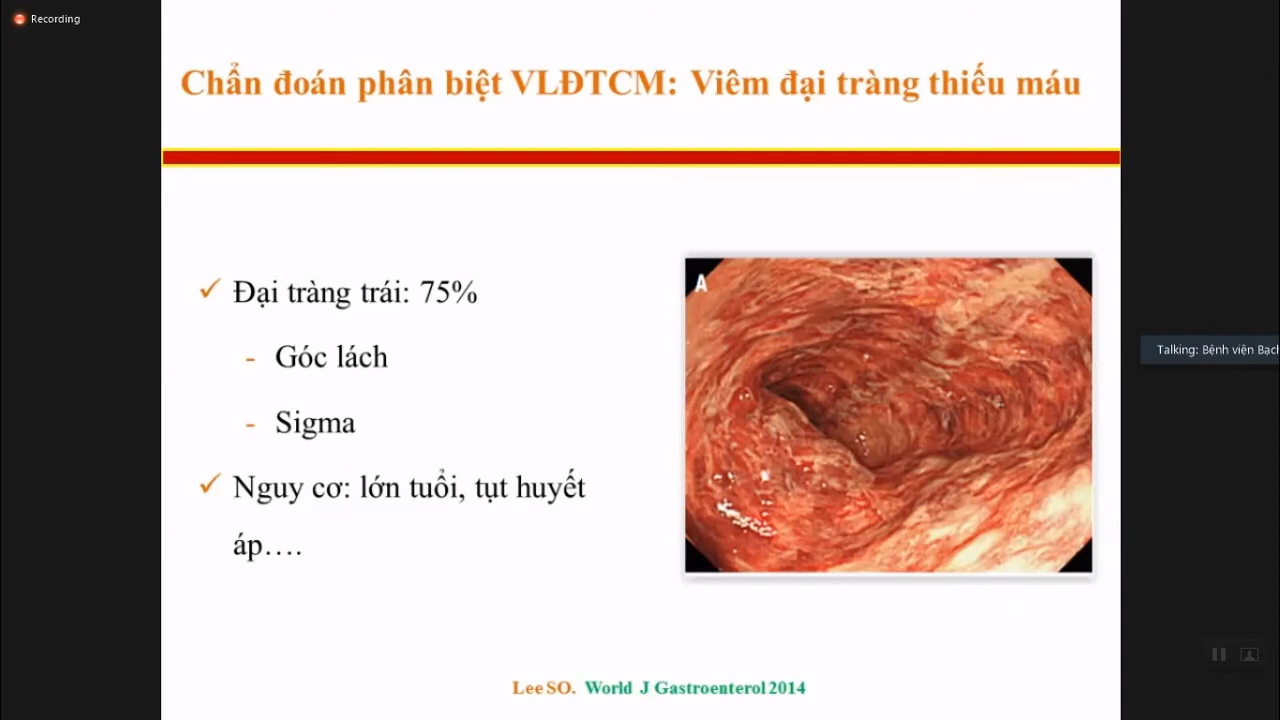 Recording
Chẩn đoán phân biệt VLĐTCM: Viêm đại tràng thiếu máu
✓ Đại tràng trái: 75%
- Góc lách
- Sigma
✓ Nguy cơ: lớn tuổi, tụt huyết
áp….
A
Talking: Bệnh viện Bạch
Lee SO. World J Gastroenterol 2014